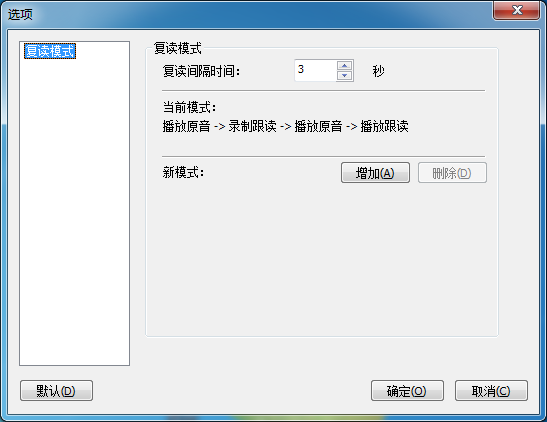 选项
复读模式
复读模式
复读间隔时间: 3 秒
当前模式:
播放原音 -> 录制跟读 -> 播放原音 -> 播放跟读
新模式: 增加(A) 删除(D)
默认(D) 确定(O) 取消(C)